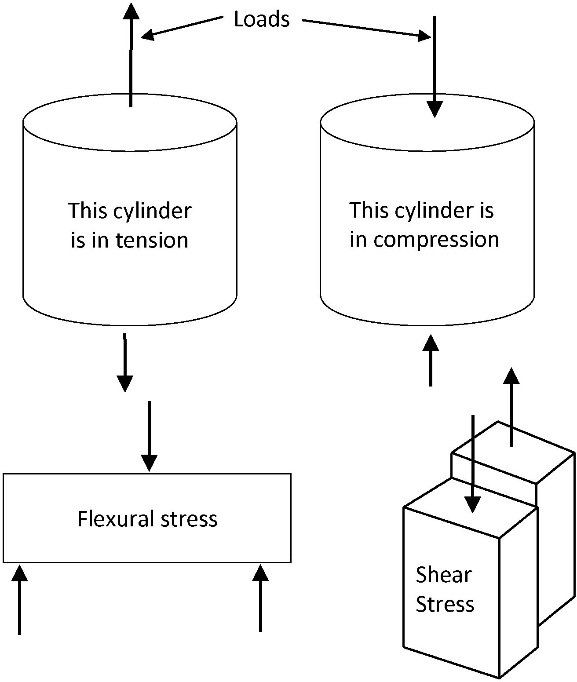 Loads
This cylinder
is in tension
This cylinder is
in compression
Flexural stress
Shear
Stress